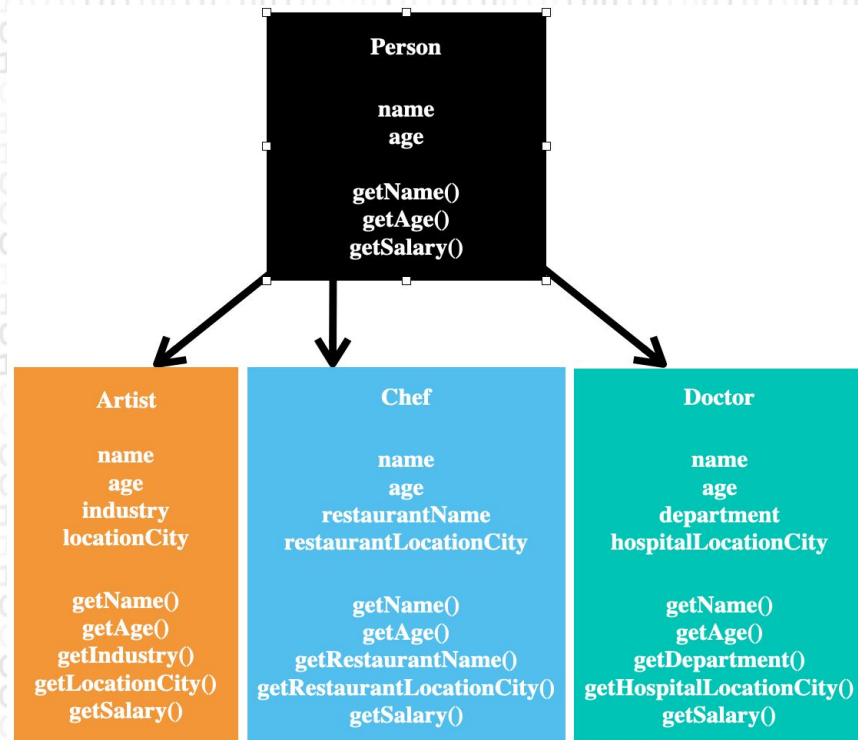 Person
name
age
getName()
getAge()
getSalary()
Artist
name
age
industry
locationCity
getName()
getAge()
getIndustry()
getLocationCity()
getSalary()
Chef
name
age
restaurantName
restaurantLocationCity
getName()
getAge()
getRestaurantName()
getRestaurantLocationCity()
getSalary()
Doctor
name
age
department
hospitalLocationCity
getName()
getAge()
getDepartment()
getHospitalLocationCity()
getSalary()